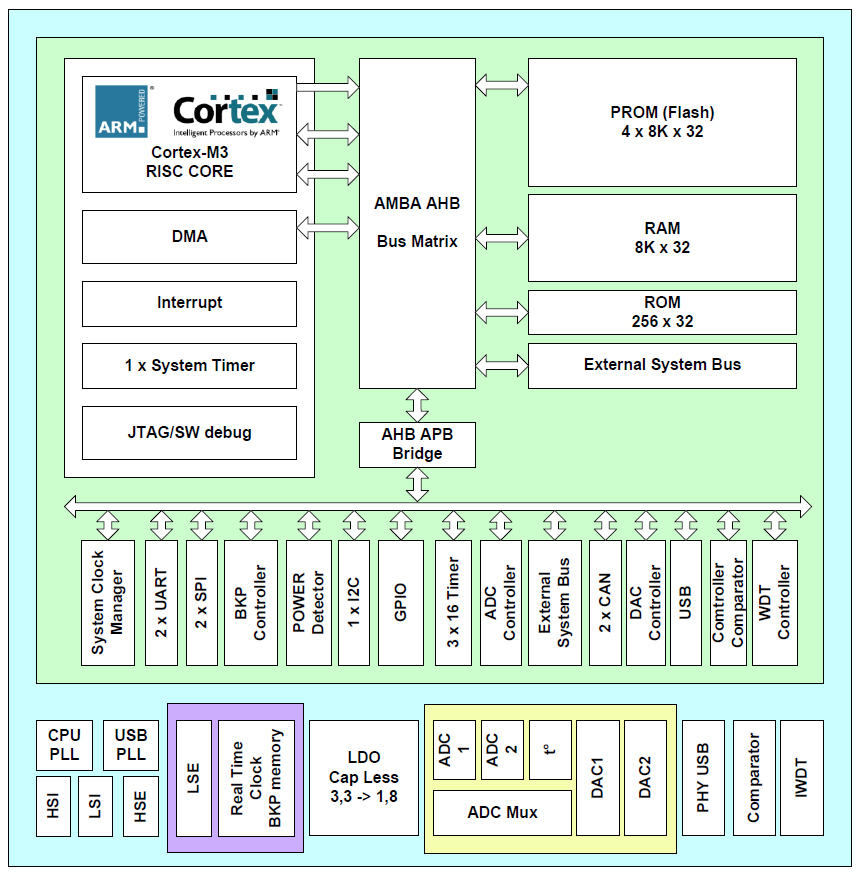 ARM
POWERED
®
Cortex
™
Intelligent Processors by ARM®
Cortex-M3
RISC CORE
DMA
Interrupt
1 x System Timer
JTAG/SW debug
AMBA AHB
Bus Matrix
AHB APB
Bridge
PROM (Flash)
4 x 8K x 32
RAM
8K x 32
ROM
256 x 32
External System Bus
System Clock
Manager
2 x UART
2 x SPI
BKP
Controller
POWER
Detector
1 x I2C
GPIO
3 x 16 Timer
ADC
Controller
External
System Bus
2 x CAN
DAC
Controller
USB
Comtroller
Comparator
WDT
Controller
CPU
PLL
USB
PLL
HSI
LSI
HSE
LSE
Real Time
Clock
BKP memory
LDO
Cap Less
3,3 -> 1,8
ADC
1
ADC
2
t°
ADC Mux
DAC1
DAC2
PHY USB
Comparator
IWDT